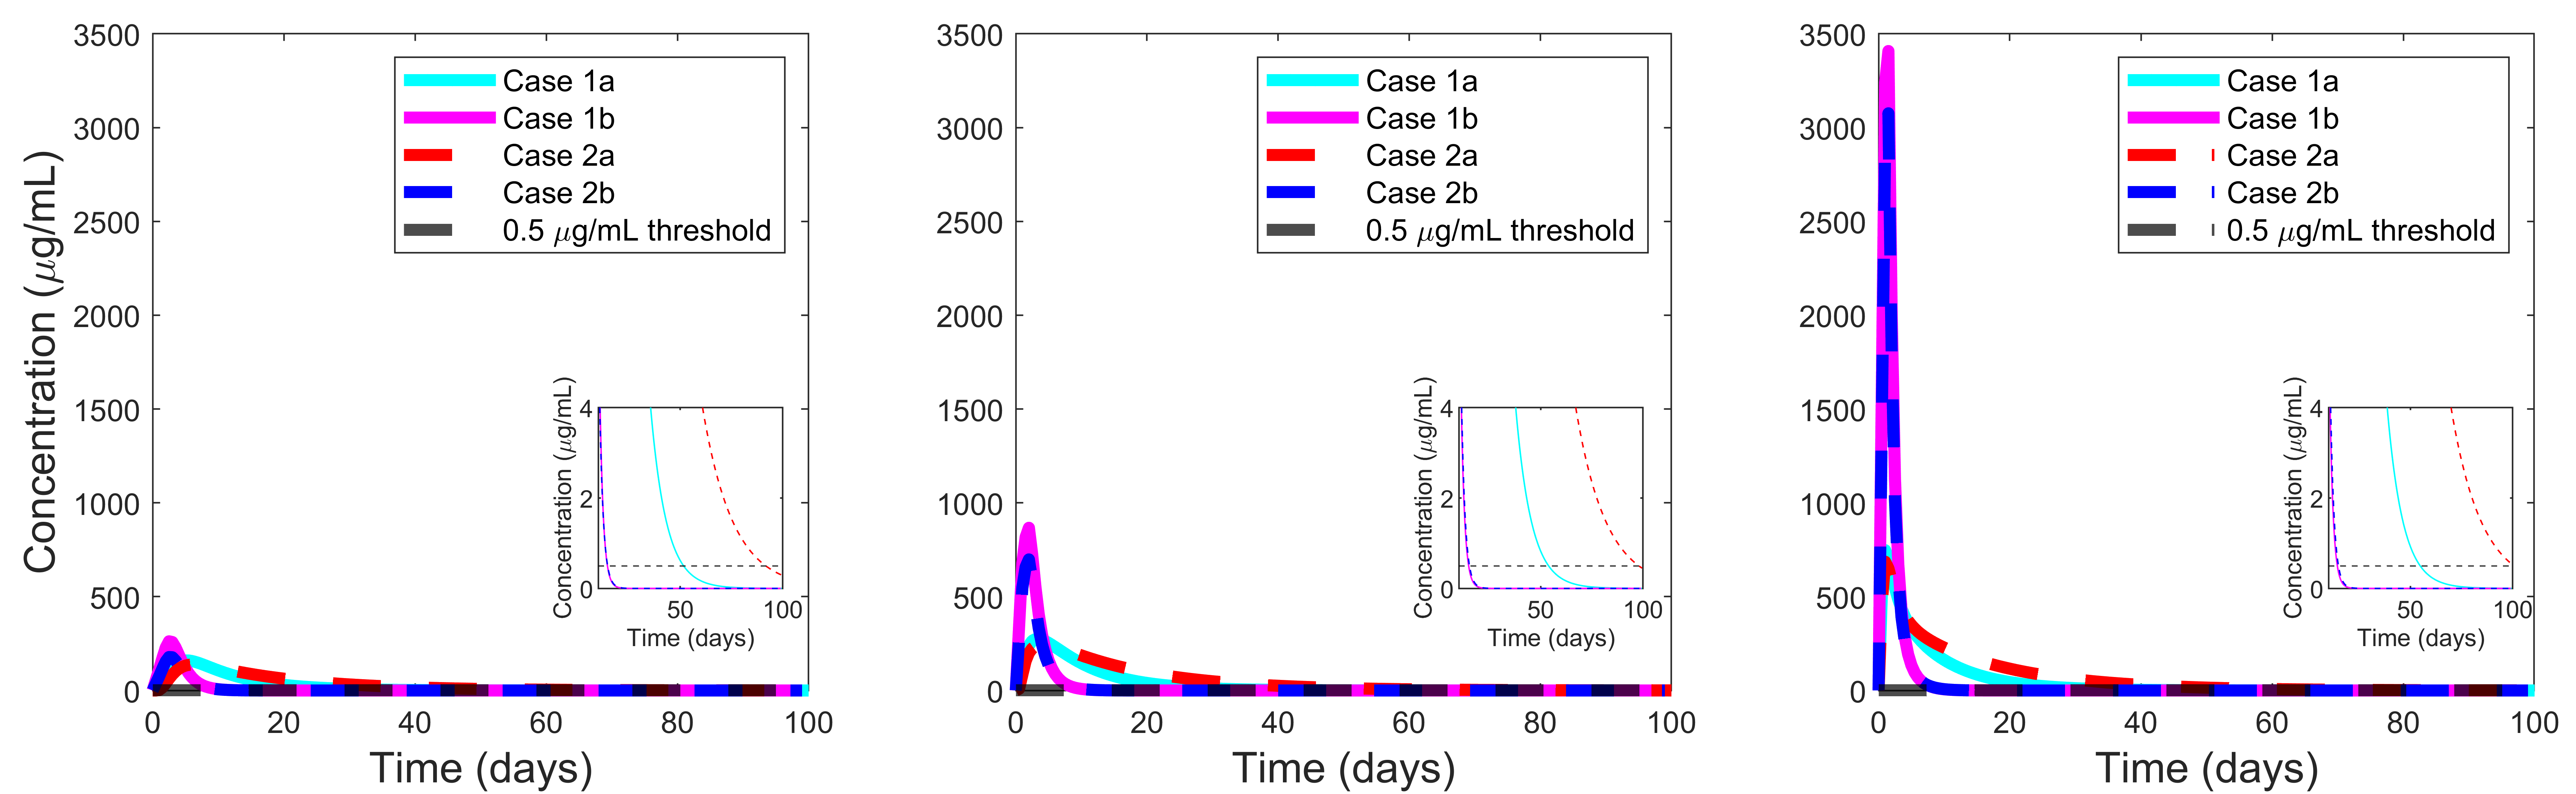 Concentration (μg/mL)
3500
3000
2500
2000
1500
1000
500
0
0 20 40 60 80 100
Time (days)
Case 1a
Case 1b
Case 2a
Case 2b
0.5 μg/mL threshold
Concentration (μg/mL)
4
2
0
50 100
Time (days)
3500
3000
2500
2000
1500
1000
500
0
0 20 40 60 80 100
Time (days)
Case 1a
Case 1b
Case 2a
Case 2b
0.5 μg/mL threshold
Concentration (μg/mL)
4
2
0
50 100
Time (days)
3500
3000
2500
2000
1500
1000
500
0
0 20 40 60 80 100
Time (days)
Case 1a
Case 1b
Case 2a
Case 2b
0.5 μg/mL threshold
Concentration (μg/mL)
4
2
0
50 100
Time (days)